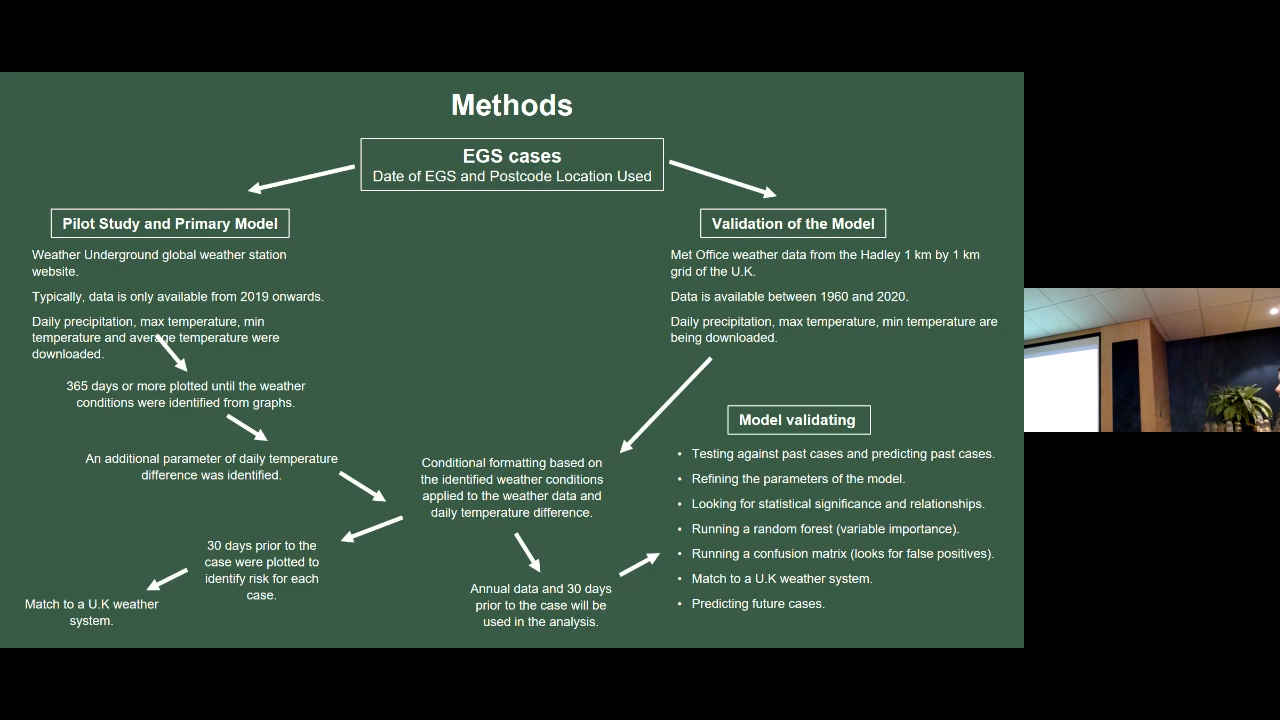 Methods
EGS cases
Date of EGS and Postcode Location Used
Pilot Study and Primary Model
Weather Underground global weather station
website.
Typically, data is only available from 2019 onwards.
Daily precipitation, max temperature, min
temperature and average temperature were
downloaded.
365 days or more plotted until the weather
conditions were identified from graphs.
An additional parameter of daily temperature
difference was identified.
Conditional formatting based on
the identified weather conditions
applied to the weather data and
daily temperature difference.
30 days prior to the
case were plotted to
identify risk for each
case.
Match to a U.K weather
system.
Annual data and 30 days
prior to the case will be
used in the analysis.
Validation of the Model
Met Office weather data from the Hadley 1 km by 1 km
grid of the U.K.
Data is available between 1960 and 2020.
Daily precipitation, max temperature, min temperature are
being downloaded.
Model validating
• Testing against past cases and predicting past cases.
• Refining the parameters of the model.
• Looking for statistical significance and relationships.
• Running a random forest (variable importance).
• Running a confusion matrix (looks for false positives).
• Match to a U.K weather system.
• Predicting future cases.